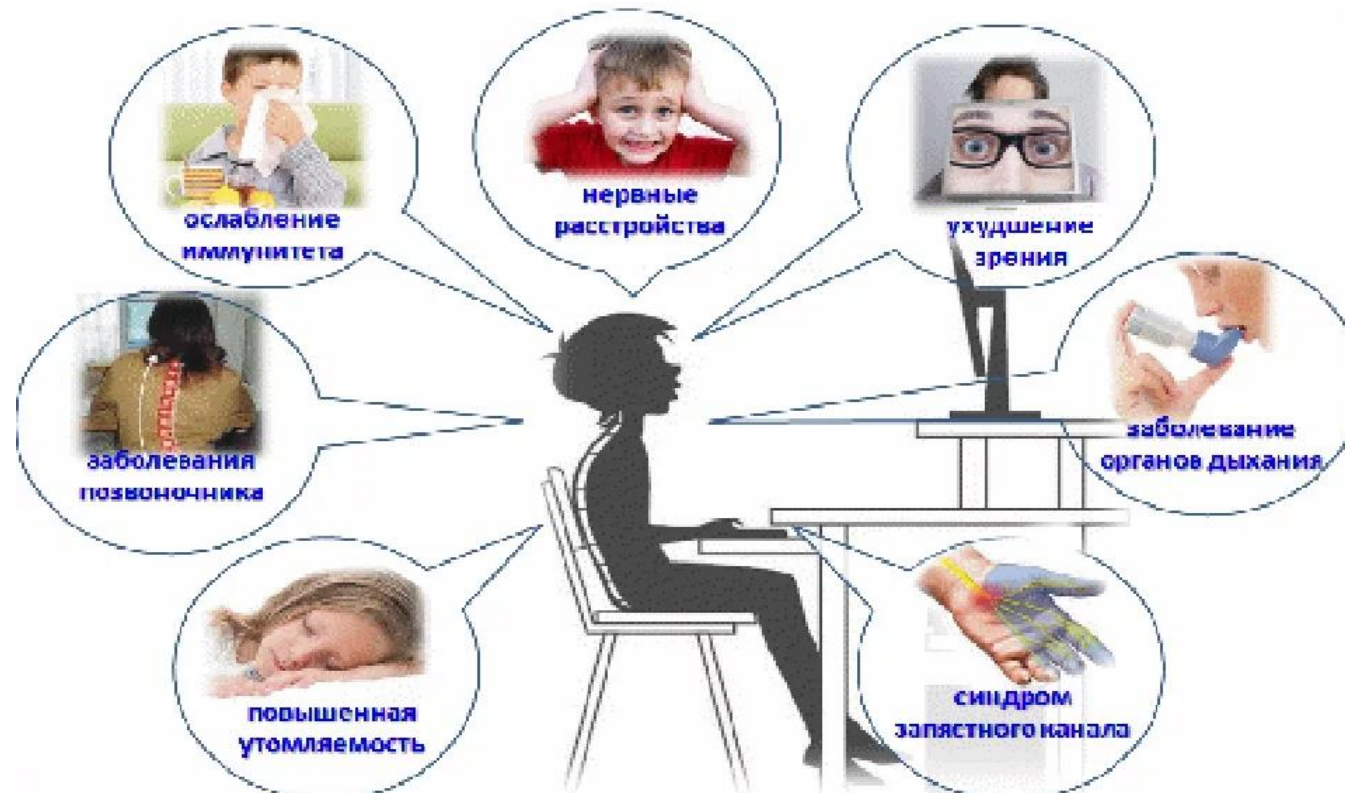 ослабление
иммунитета
нервные
расстройства
ухудшение
зрения
заболевания
позвоночника
заболевание
органов дыхания
повышенная
утомляемость
синдром
запястного канала